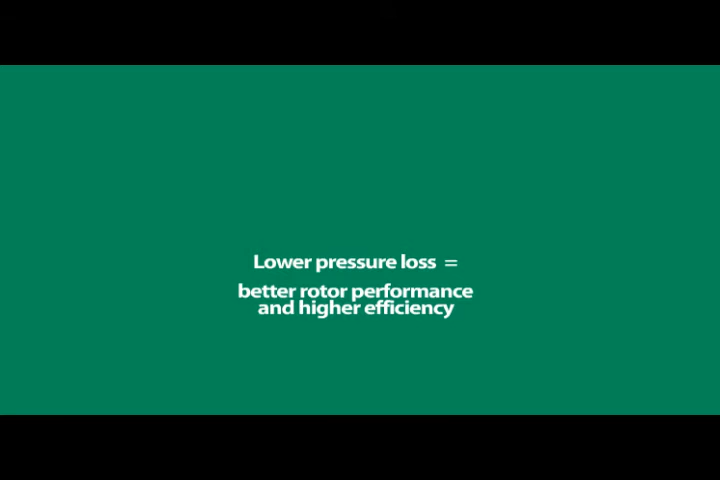 Lower pressure loss =
better rotor performance
and higher efficiency